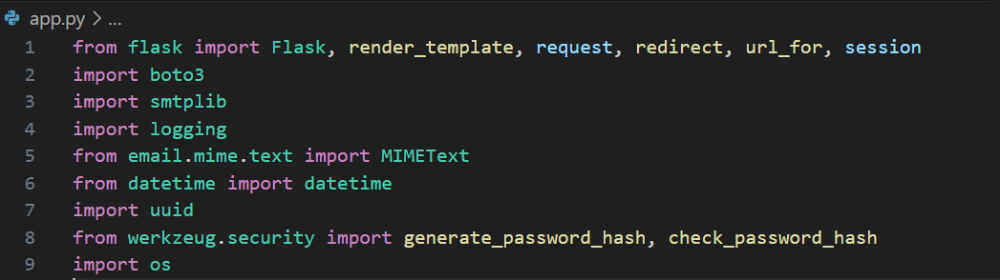 app.py > ...
1 from flask import Flask, render_template, request, redirect, url_for, session
2 import boto3
3 import smtplib
4 import logging
5 from email.mime.text import MIMEText
6 from datetime import datetime
7 import uuid
8 from werkzeug.security import generate_password_hash, check_password_hash
9 import os